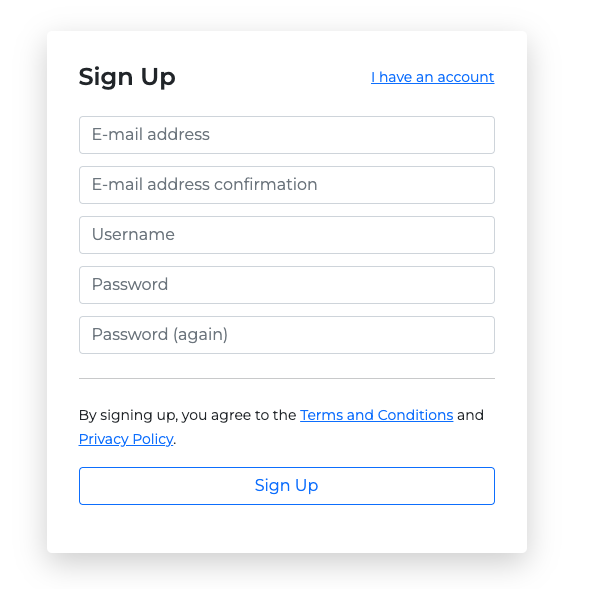 Sign Up
I have an account
E-mail address
E-mail address confirmation
Username
Password
Password (again)
By signing up, you agree to the Terms and Conditions and
Privacy Policy.
Sign Up